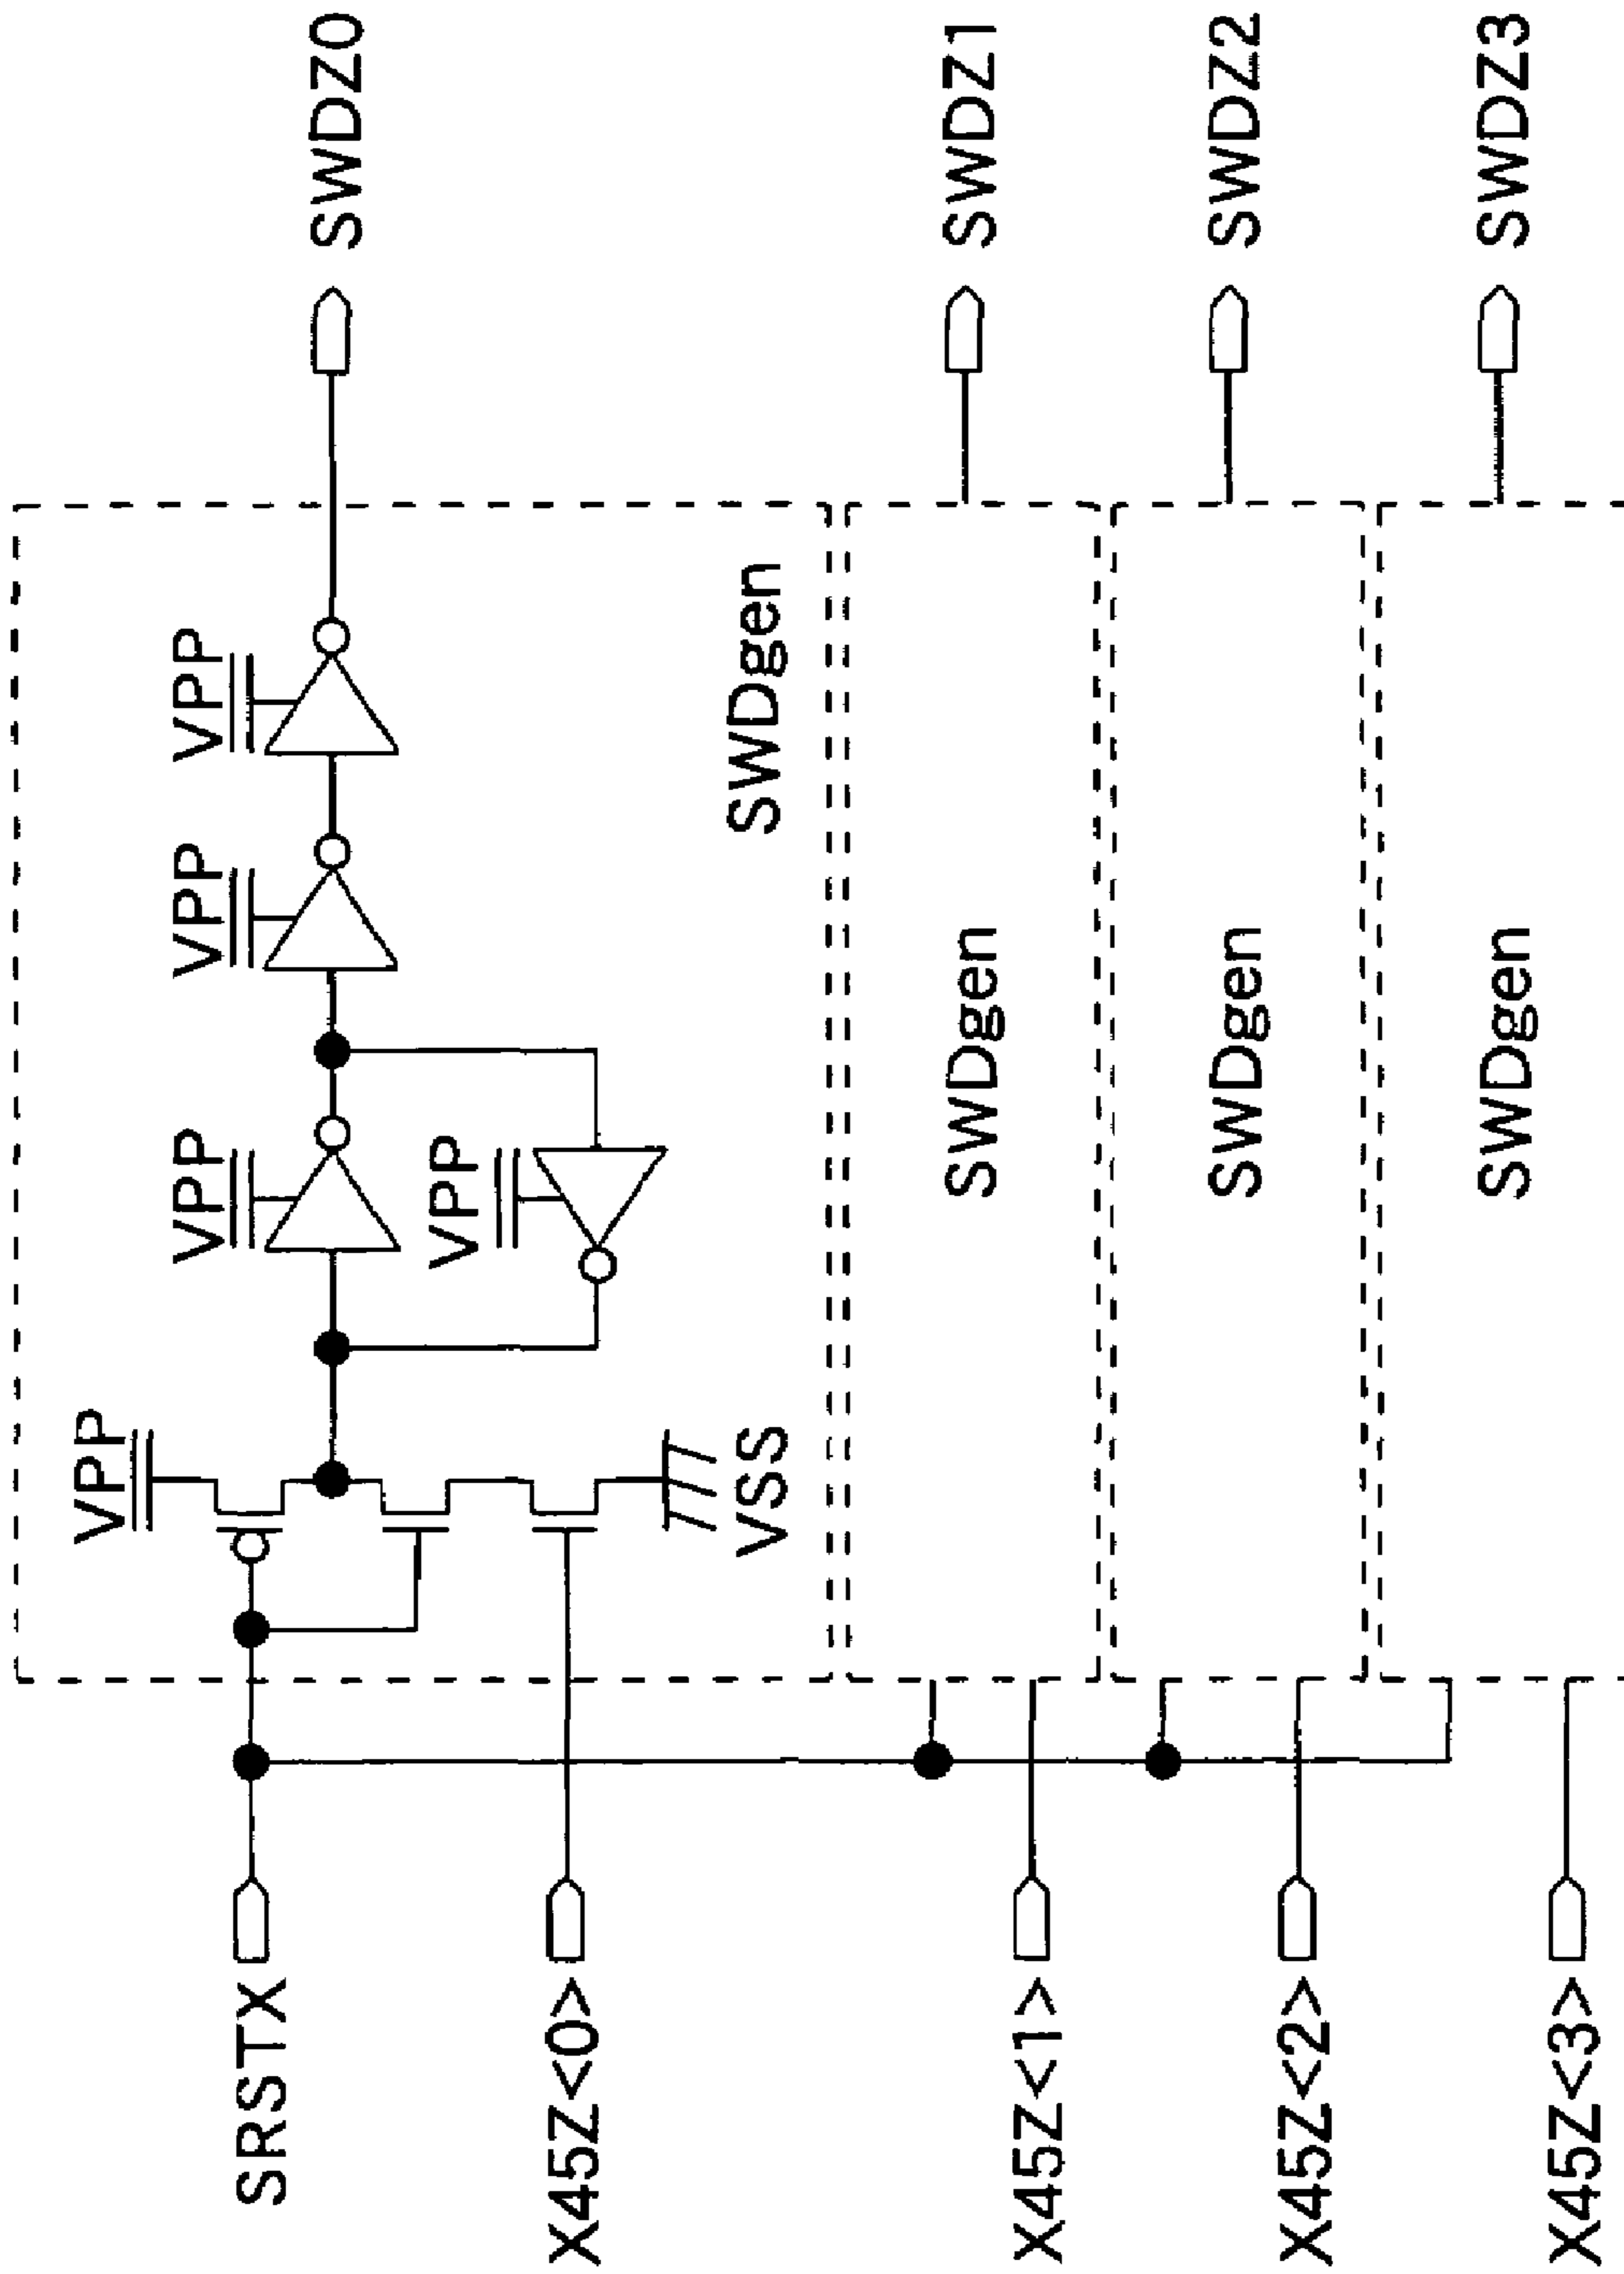 SRSTX
X45Z<0>
X45Z<1>
X45Z<2>
X45Z<3>
VPP
VSS
VPP
VPP
VPP
VPP
SWDgen
SWDgen
SWDgen
SWDgen
SWDZ0
SWDZ1
SWDZ2
SWDZ3